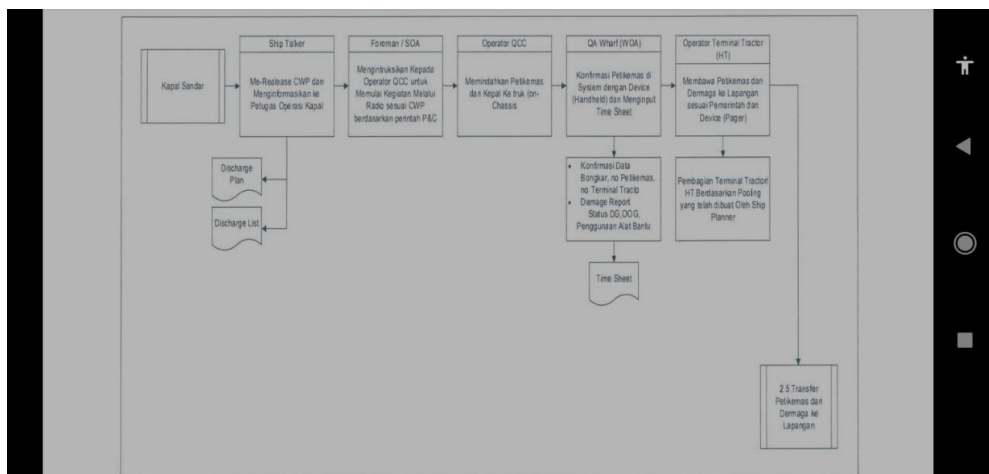 Kapal Sandar
Ship Talker
Me-Realease CWP dan
Menginformasikan ke
Petugas Operasi Kapal
Discharge
Plan
Discharge List
Foreman / SOA
Mengintruksikan Kepada
Operator QCC untuk
Memulai Kegiatan Melalui
Radio sesuai CWP
berdasarkan perintah P&C
Operator QCC
Memindahkan Petikemas
dari Kepal Ke truk (on-
Chassis
QA Wharf (WOA)
Konfirmasi Petikemas di
System dengan Device
(Handheld) dan Menginput
Time Sheet
• Konfirmasi Data
Bongkar, no Petikemas,
no Terminal Tracto
• Damage Report
Status DG,OOG,
Penggunaan Alat Bantu
Time Sheet
Operator Terminal Tractor
(HT)
Membawa Petikemas dari
Dermaga ke Lapangan
sesuai Pemerintah dari
Device (Pager)
Pembagian Terminal Tractor/
HT Berdasarkan Pooling
yang telah dibuat Oleh Ship
Planner
2.5.Transfer
Petikemas dari
Dermaga ke
Lapangan